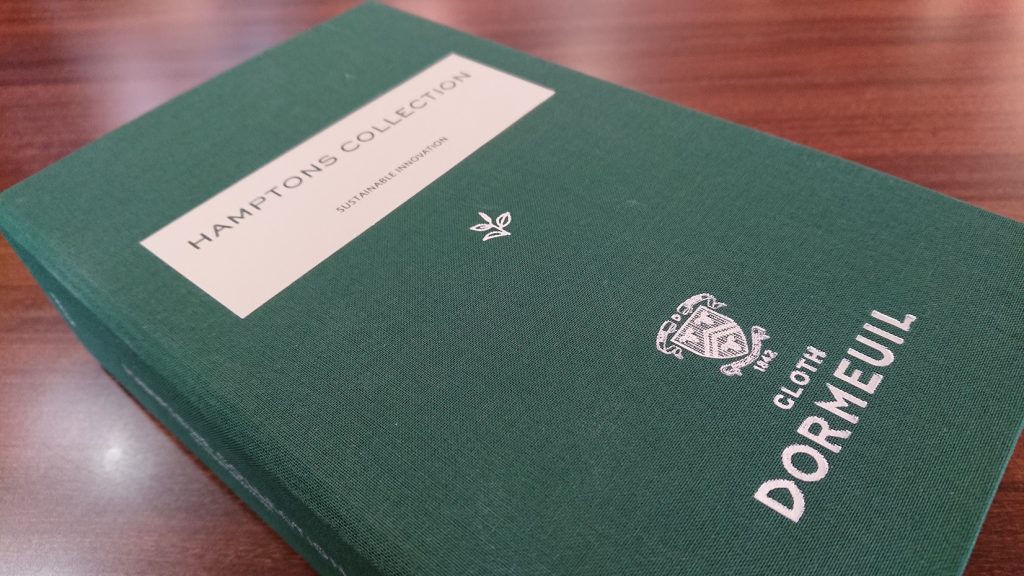 HAMPTONS COLLECTION
SUSTAINABLE INNOVATION
1842
CLOTH
DORMEUIL